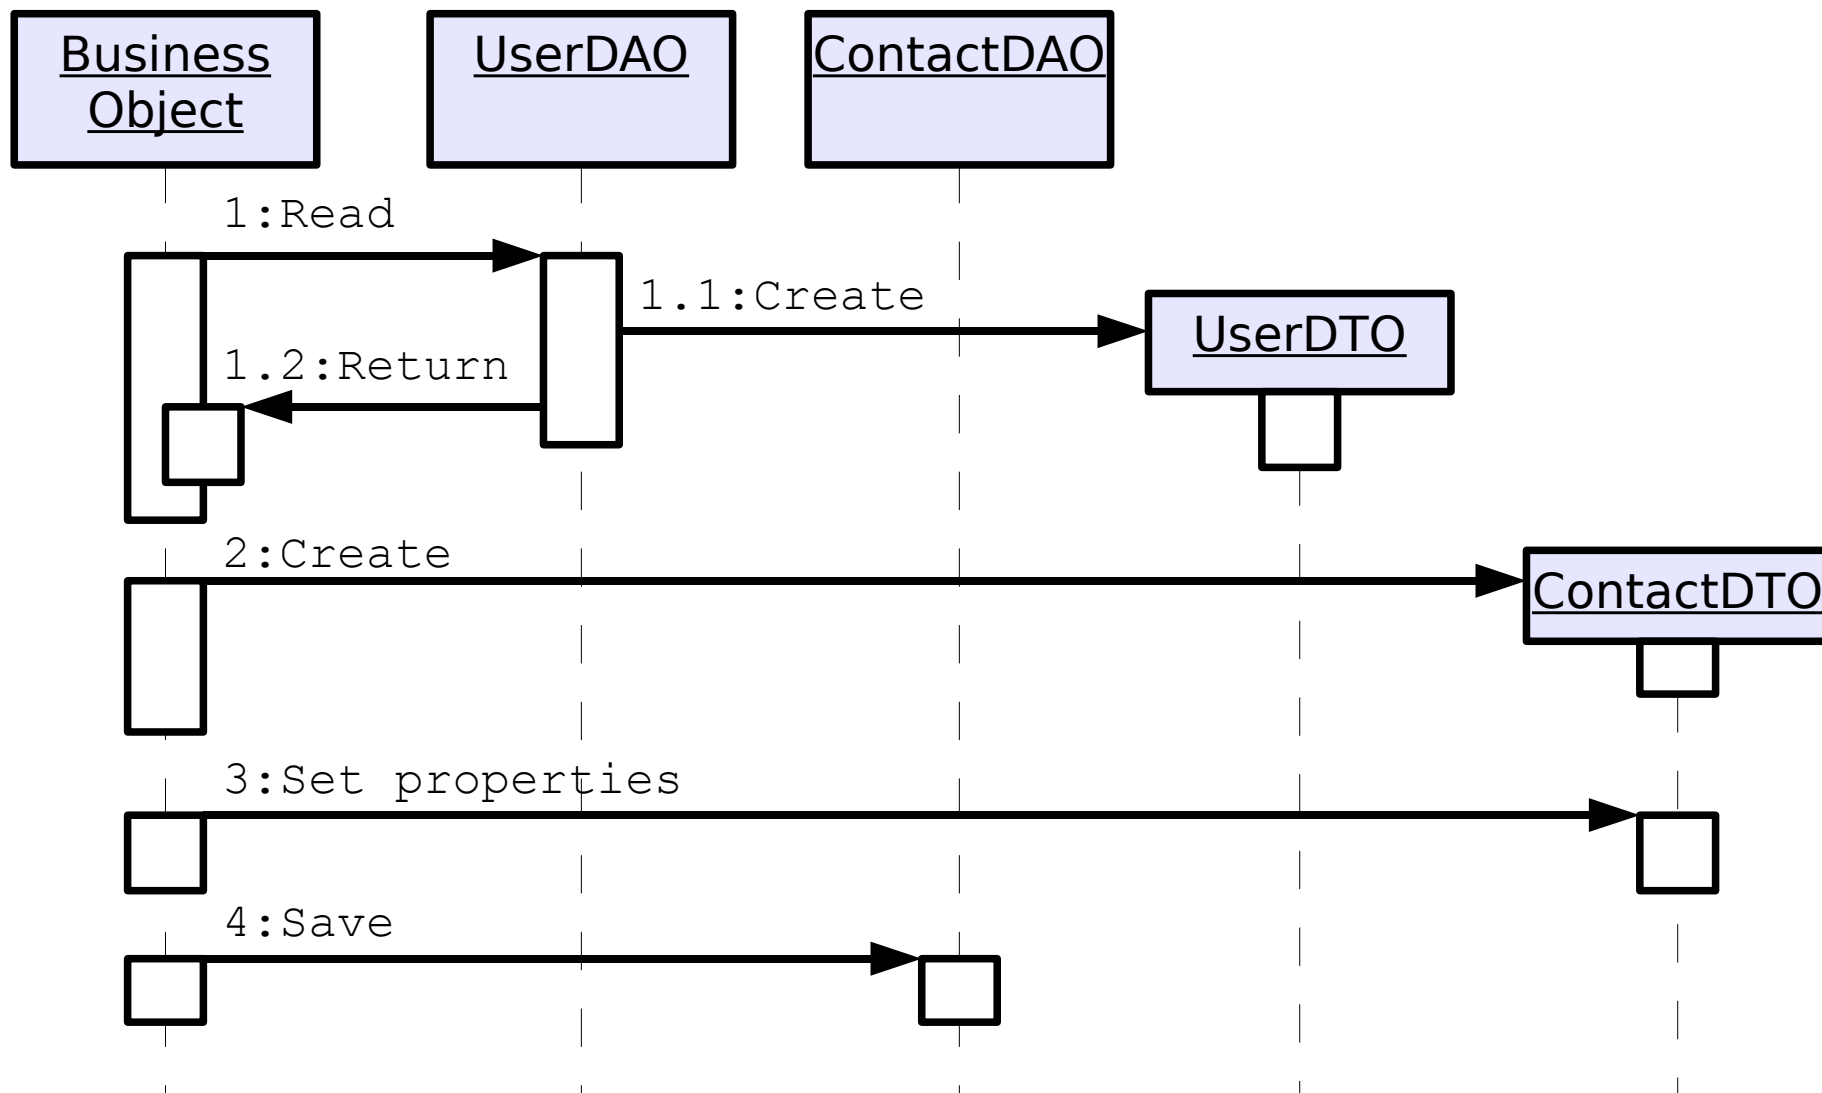 Business
Object
UserDAO
ContactDAO
1:Read
1.1:Create
UserDTO
1.2:Return
2:Create
ContactDTO
3:Set properties
4:Save